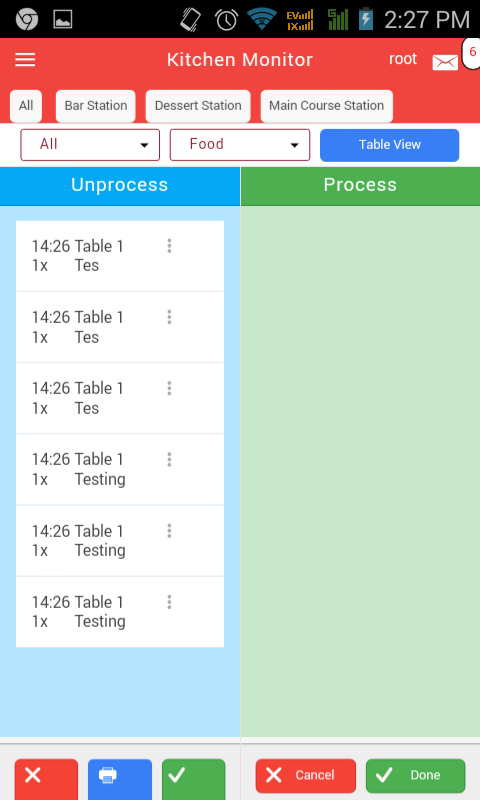 EV
1X
G
2:27 PM
Kitchen Monitor
root
6
All
Bar Station
Dessert Station
Main Course Station
All
Food
Table View
Unprocess
Process
14:26 Table 1
1x Tes
14:26 Table 1
1x Tes
14:26 Table 1
1x Tes
14:26 Table 1
1x Testing
14:26 Table 1
1x Testing
14:26 Table 1
1x Testing
Cancel
Done